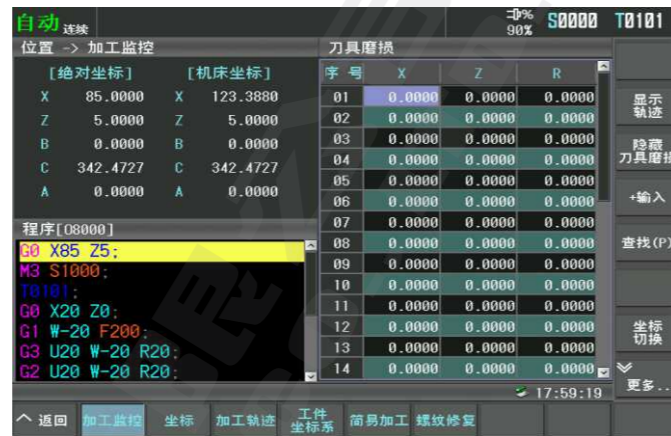 自动 连续 90% S0000 T0101
位置 -> 加工监控
[绝对坐标] [机床坐标]
X 85.0000 X 123.3880
Z 5.0000 Z 5.0000
B 0.0000 B 0.0000
C 342.4727 C 342.4727
A 0.0000 A 0.0000
程序[O8000]
G0 X85 Z5;
M3 S1000;
T0101;
G0 X20 Z0;
G1 W-20 F200;
G3 U20 W-20 R20;
G2 U20 W-20 R20;
刀具磨损
序 号 X Z R
01 0.0000 0.0000 0.0000
02 0.0000 0.0000 0.0000
03 0.0000 0.0000 0.0000
04 0.0000 0.0000 0.0000
05 0.0000 0.0000 0.0000
06 0.0000 0.0000 0.0000
07 0.0000 0.0000 0.0000
08 0.0000 0.0000 0.0000
09 0.0000 0.0000 0.0000
10 0.0000 0.0000 0.0000
11 0.0000 0.0000 0.0000
12 0.0000 0.0000 0.0000
13 0.0000 0.0000 0.0000
14 0.0000 0.0000 0.0000
17:59:19
显示
轨迹
隐藏
刀具磨损
+输入
查找(P)
坐标
切换
更多..
返回 加工监控 坐标 加工轨迹 工件坐标系 简易加工 螺纹修复